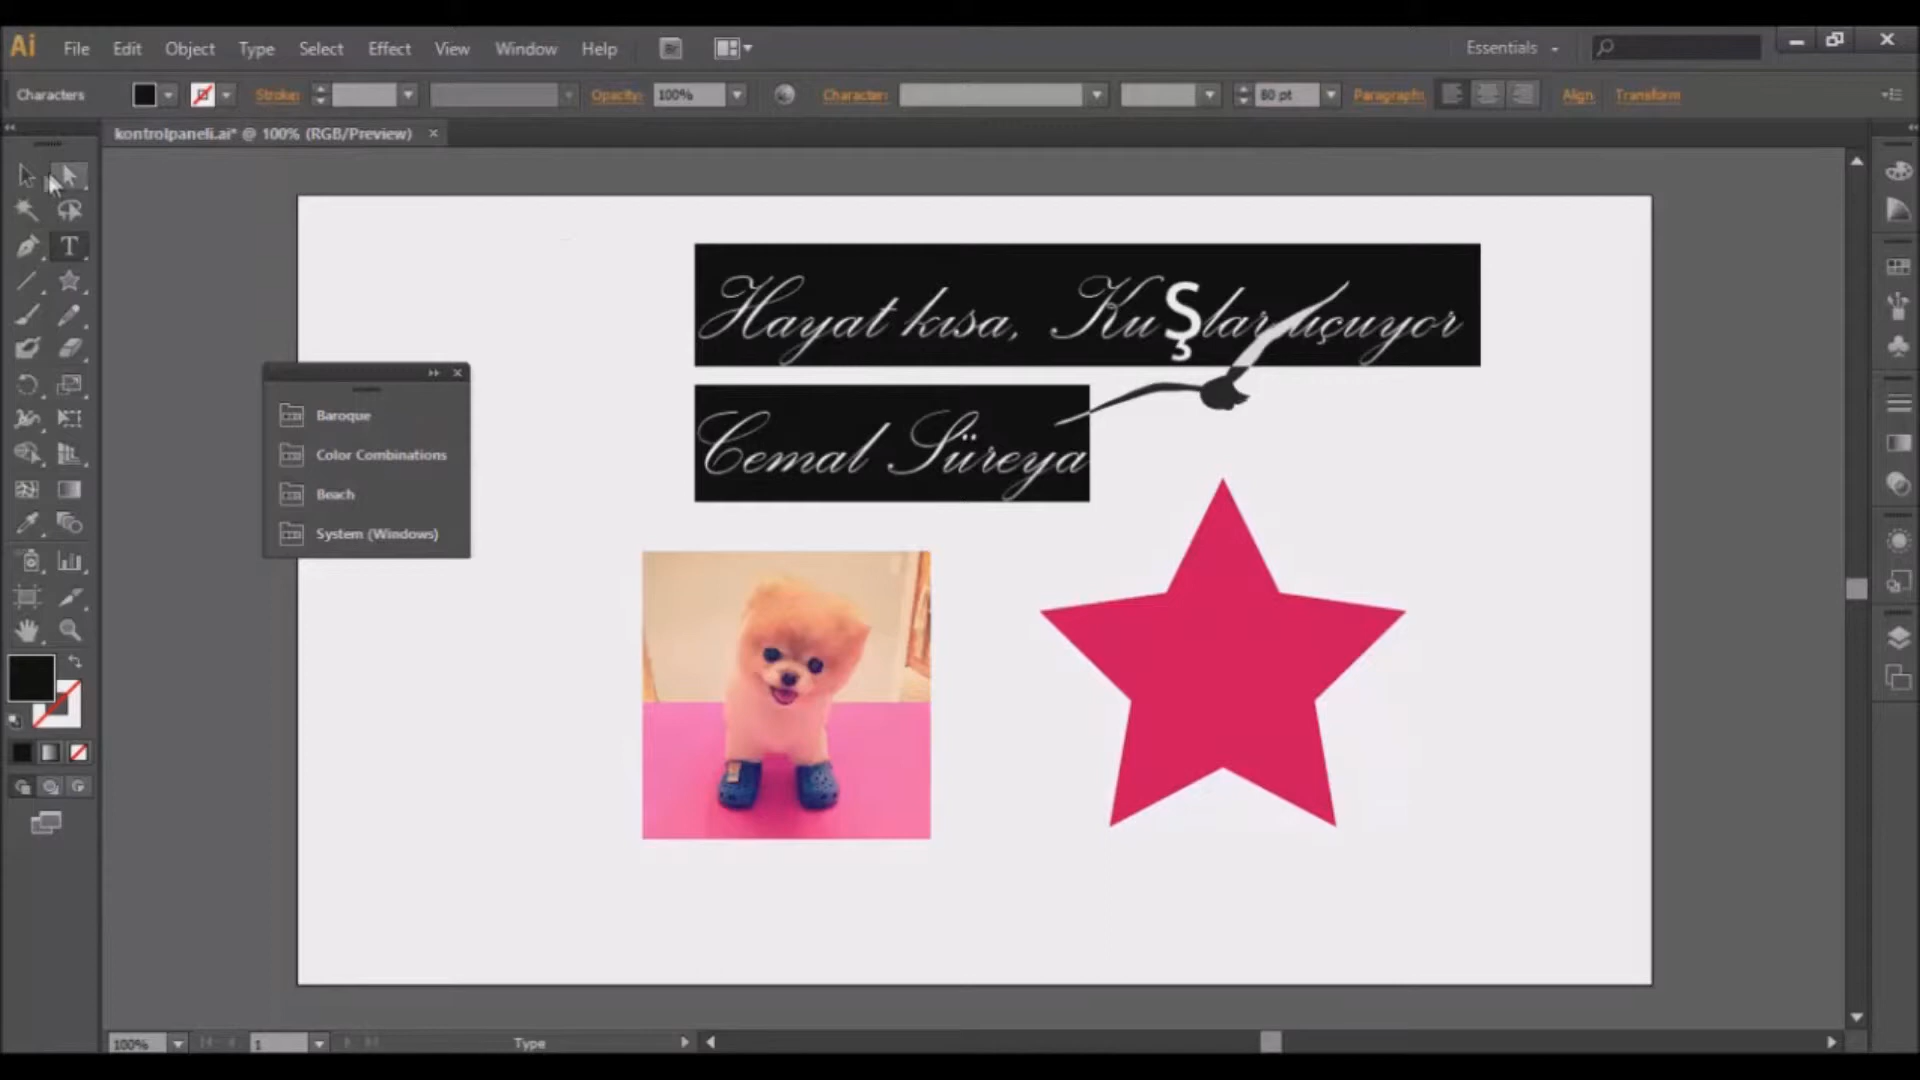 Ai File Edit Object Type Select Effect View Window Help Br Essentials
Characters Stroke: Opacity: 100% Character: 80 pt Paragraph: Align Transform
kontrolpaneli.ai* @ 100% (RGB/Preview)
T
Hayat kısa, KuŞlar uçuyor
Cemal Süreya
Baroque
Color Combinations
Beach
System (Windows)
100% 1 Type